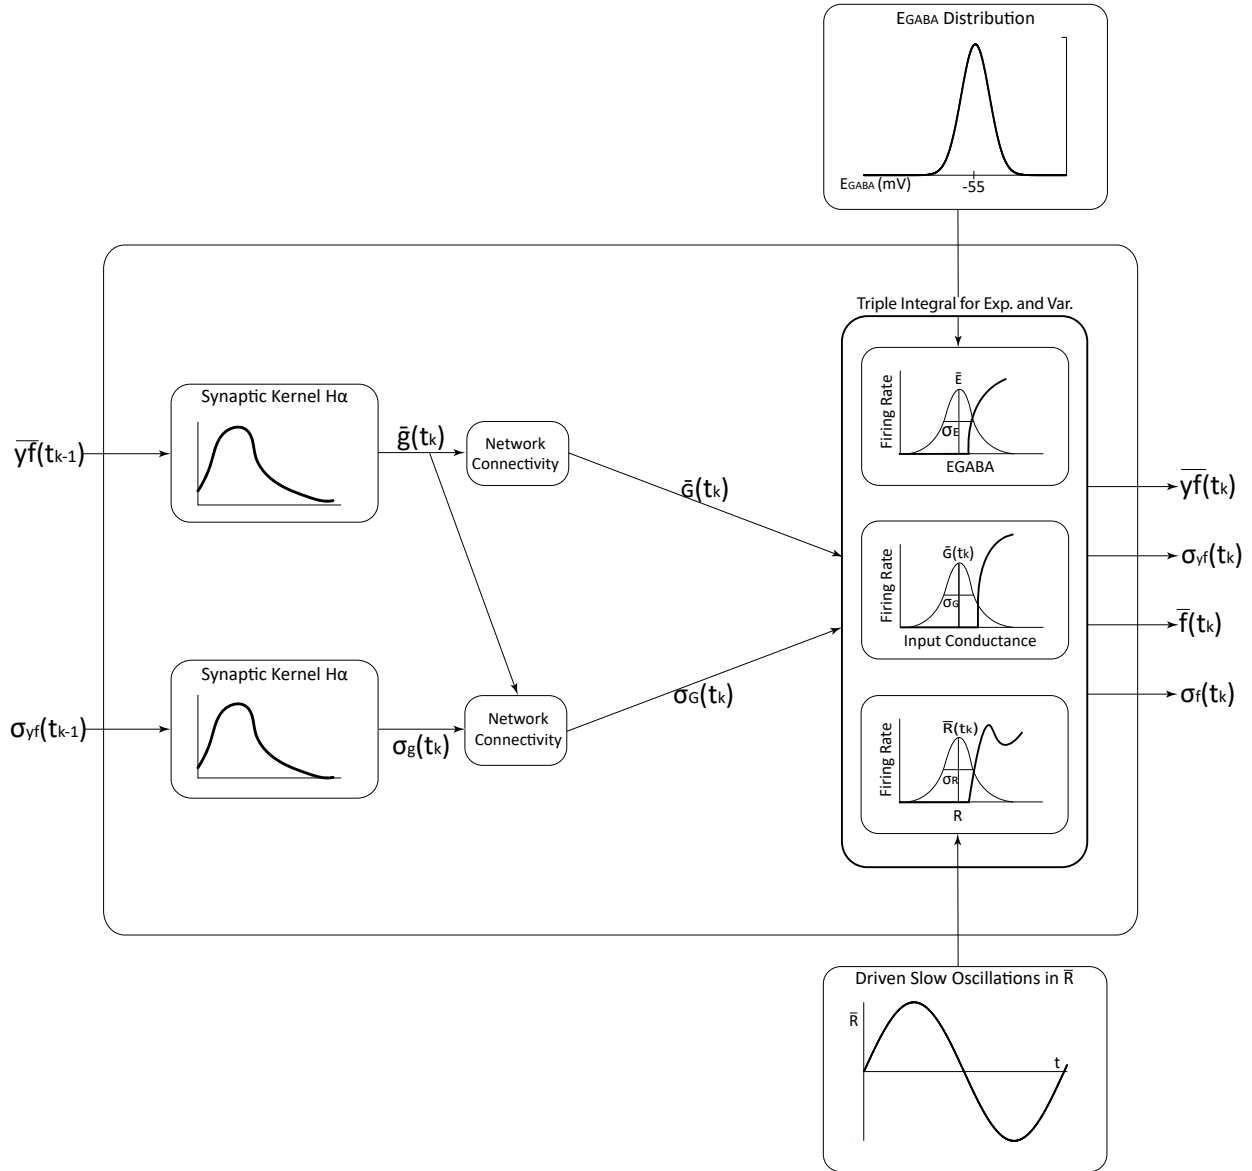 EGABA Distribution
EGABA (mV)
-55
Triple Integral for Exp. and Var.
Firing Rate
Ē
σE
EGABA
Synaptic Kernel Hα
y̅f̅(tk-1)
ḡ(tk)
Network
Connectivity
Ḡ(tk)
y̅f̅(tk)
Firing Rate
Ḡ(tk)
σG
Input Conductance
σyf(tk)
f̅(tk)
Synaptic Kernel Hα
σyf(tk-1)
σg(tk)
Network
Connectivity
σG(tk)
σf(tk)
Firing Rate
R̅(tk)
σR
R
Driven Slow Oscillations in R̅
R̅
t